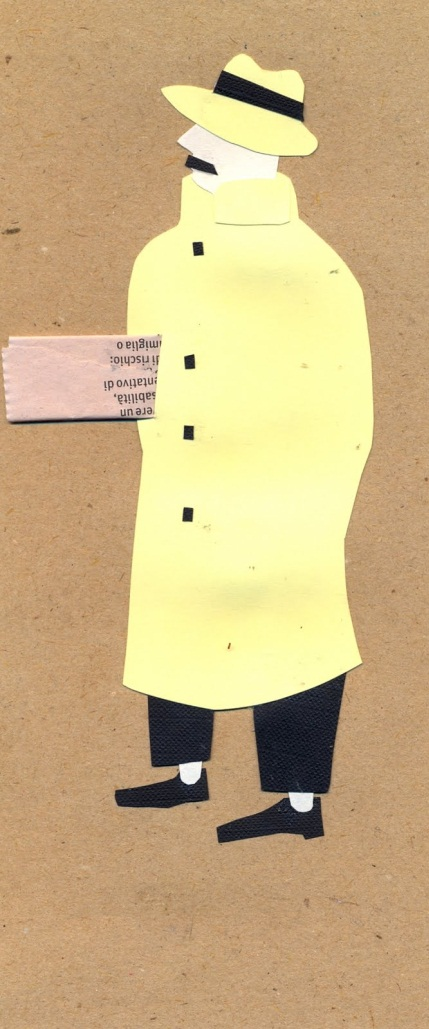 ere un
sabilità,
entativo di
di rischio:
miglia o